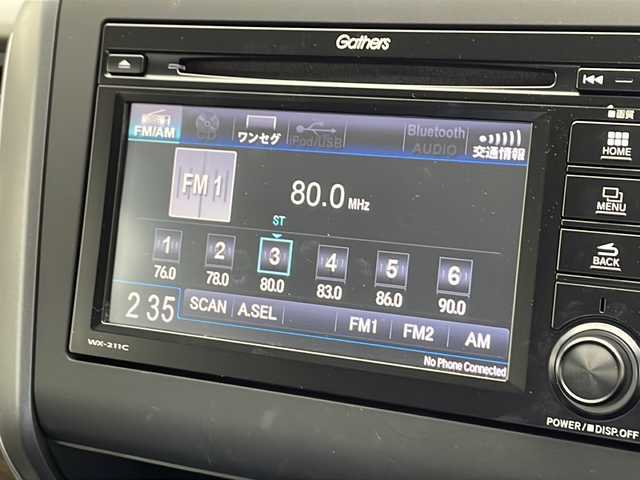 Gathers
FM/AM
ワンセグ
iPod/USB
Bluetooth
AUDIO
交通情報
画質
HOME
MENU
BACK
FM 1
80.0 MHz
ST
1 2 3 4 5 6
76.0 78.0 80.0 83.0 86.0 90.0
2 35 SCAN A.SEL FM1 FM2 AM
No Phone Connected
WX-211C
POWER/■DISP.OFF